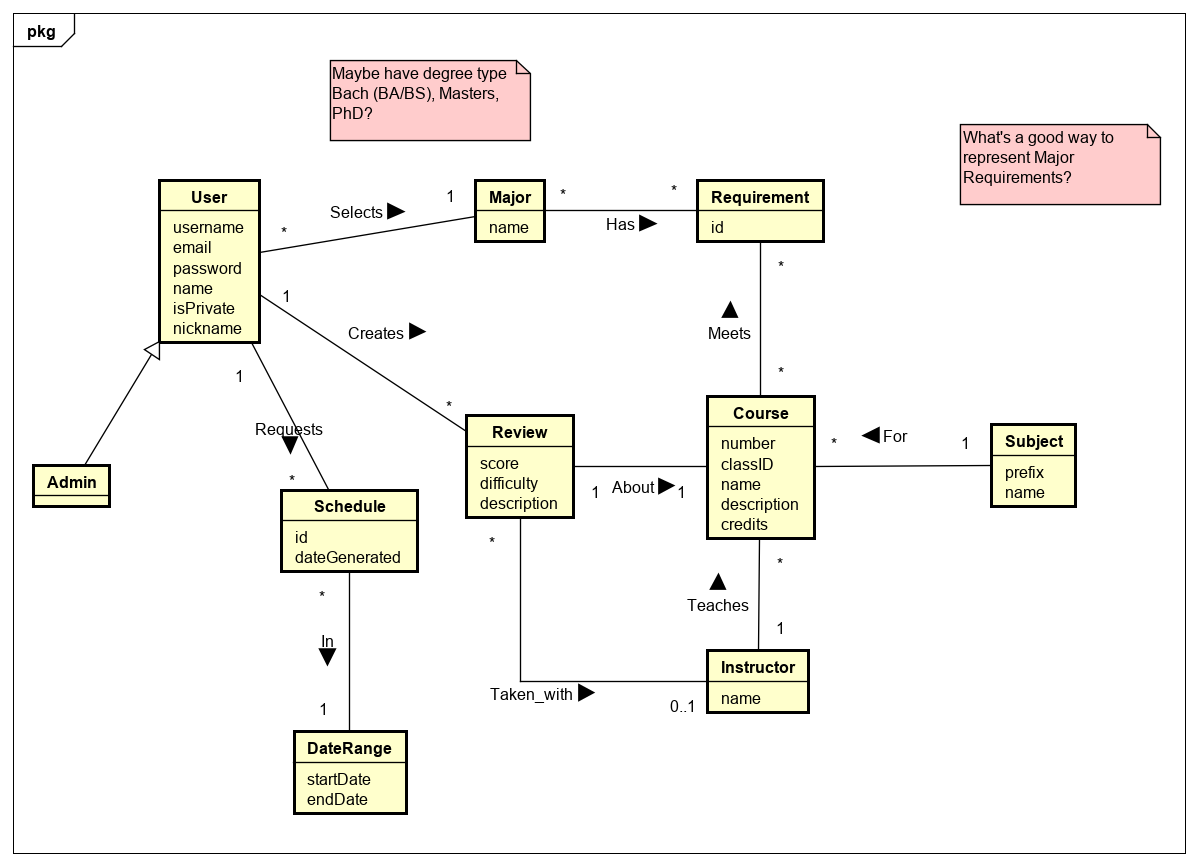 pkg
Maybe have degree type
Bach (BA/BS), Masters,
PhD?
What's a good way to
represent Major
Requirements?
User
username
email
password
name
isPrivate
nickname
Selects
1
*
Major
name
*
*
Has
Requirement
id
1
Creates
*
*
Meets
*
1
Requests
*
Admin
Schedule
id
dateGenerated
Review
score
difficulty
description
1
About
1
Course
number
classID
name
description
credits
*
For
1
Subject
prefix
name
*
In
1
DateRange
startDate
endDate
*
Taken_with
0..1
*
Teaches
1
Instructor
name